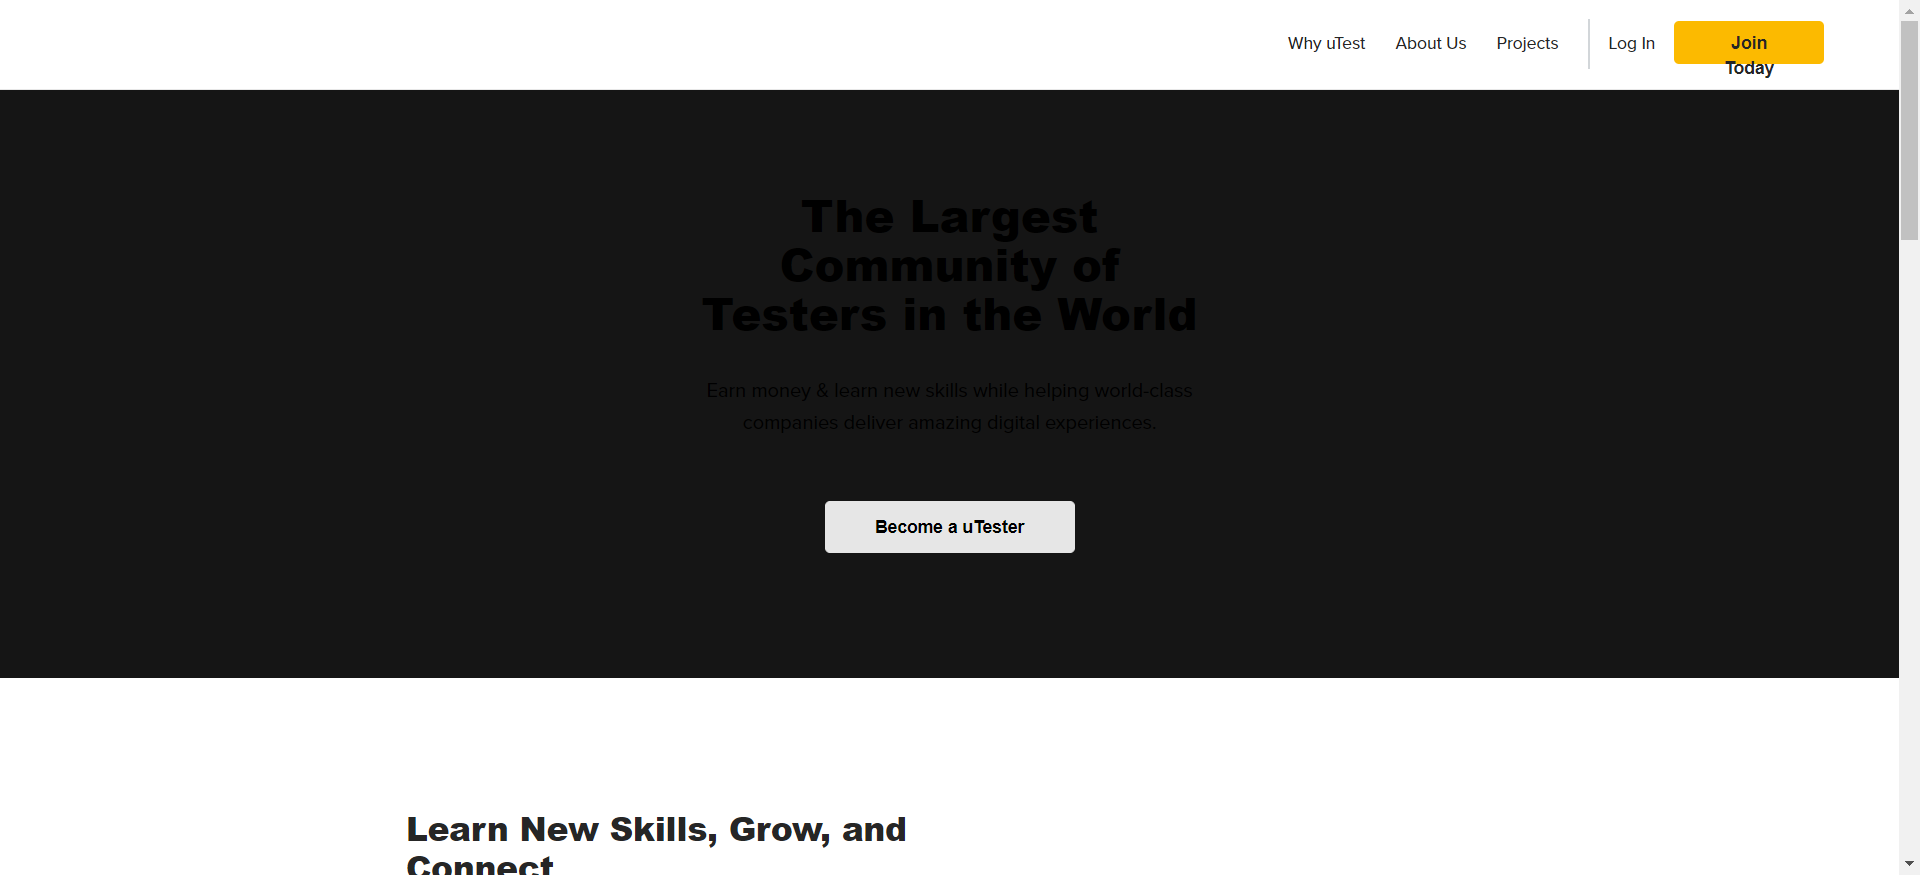 Why uTest About Us Projects Log In Join
Today
The Largest
Community of
Testers in the World
Earn money & learn new skills while helping world-class
companies deliver amazing digital experiences.
Become a uTester
Learn New Skills, Grow, and
Connect